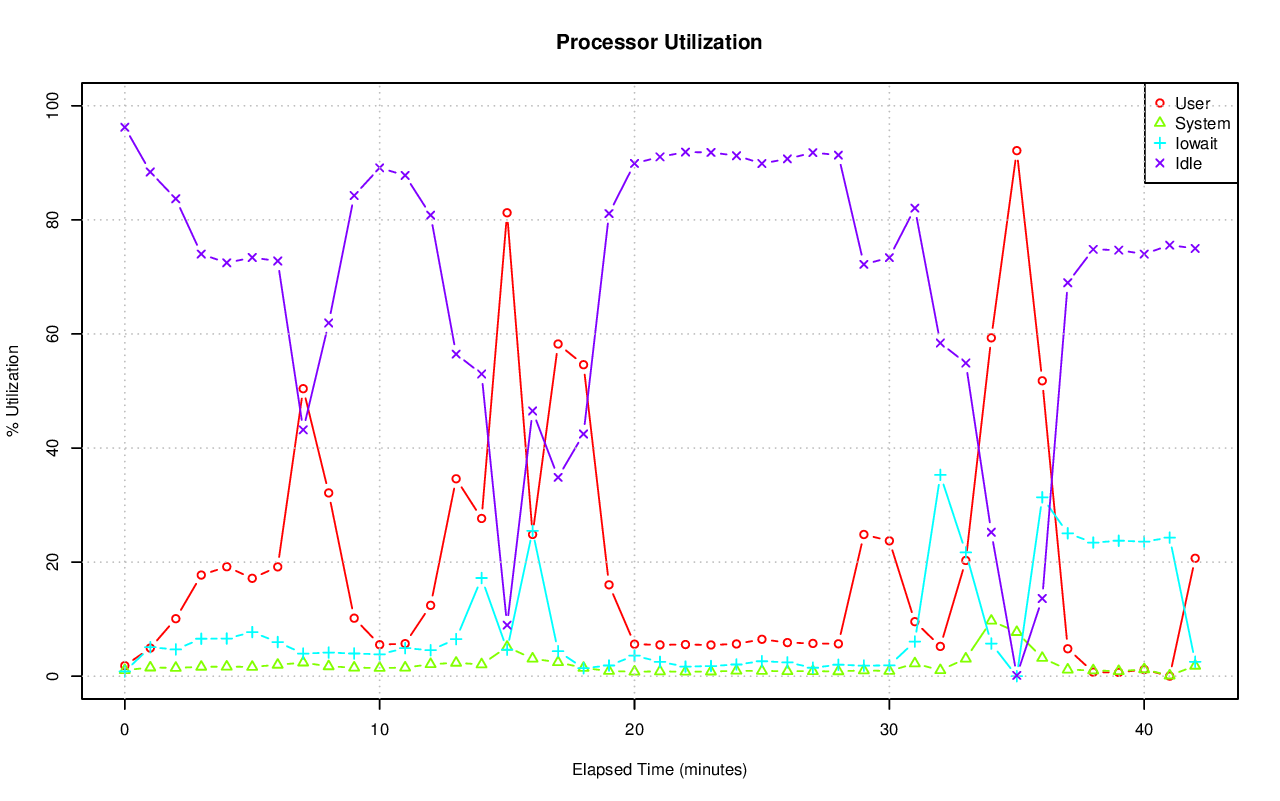 Processor Utilization
100
80
60
40
20
0
% Utilization
User
System
Iowait
Idle
0 10 20 30 40
Elapsed Time (minutes)